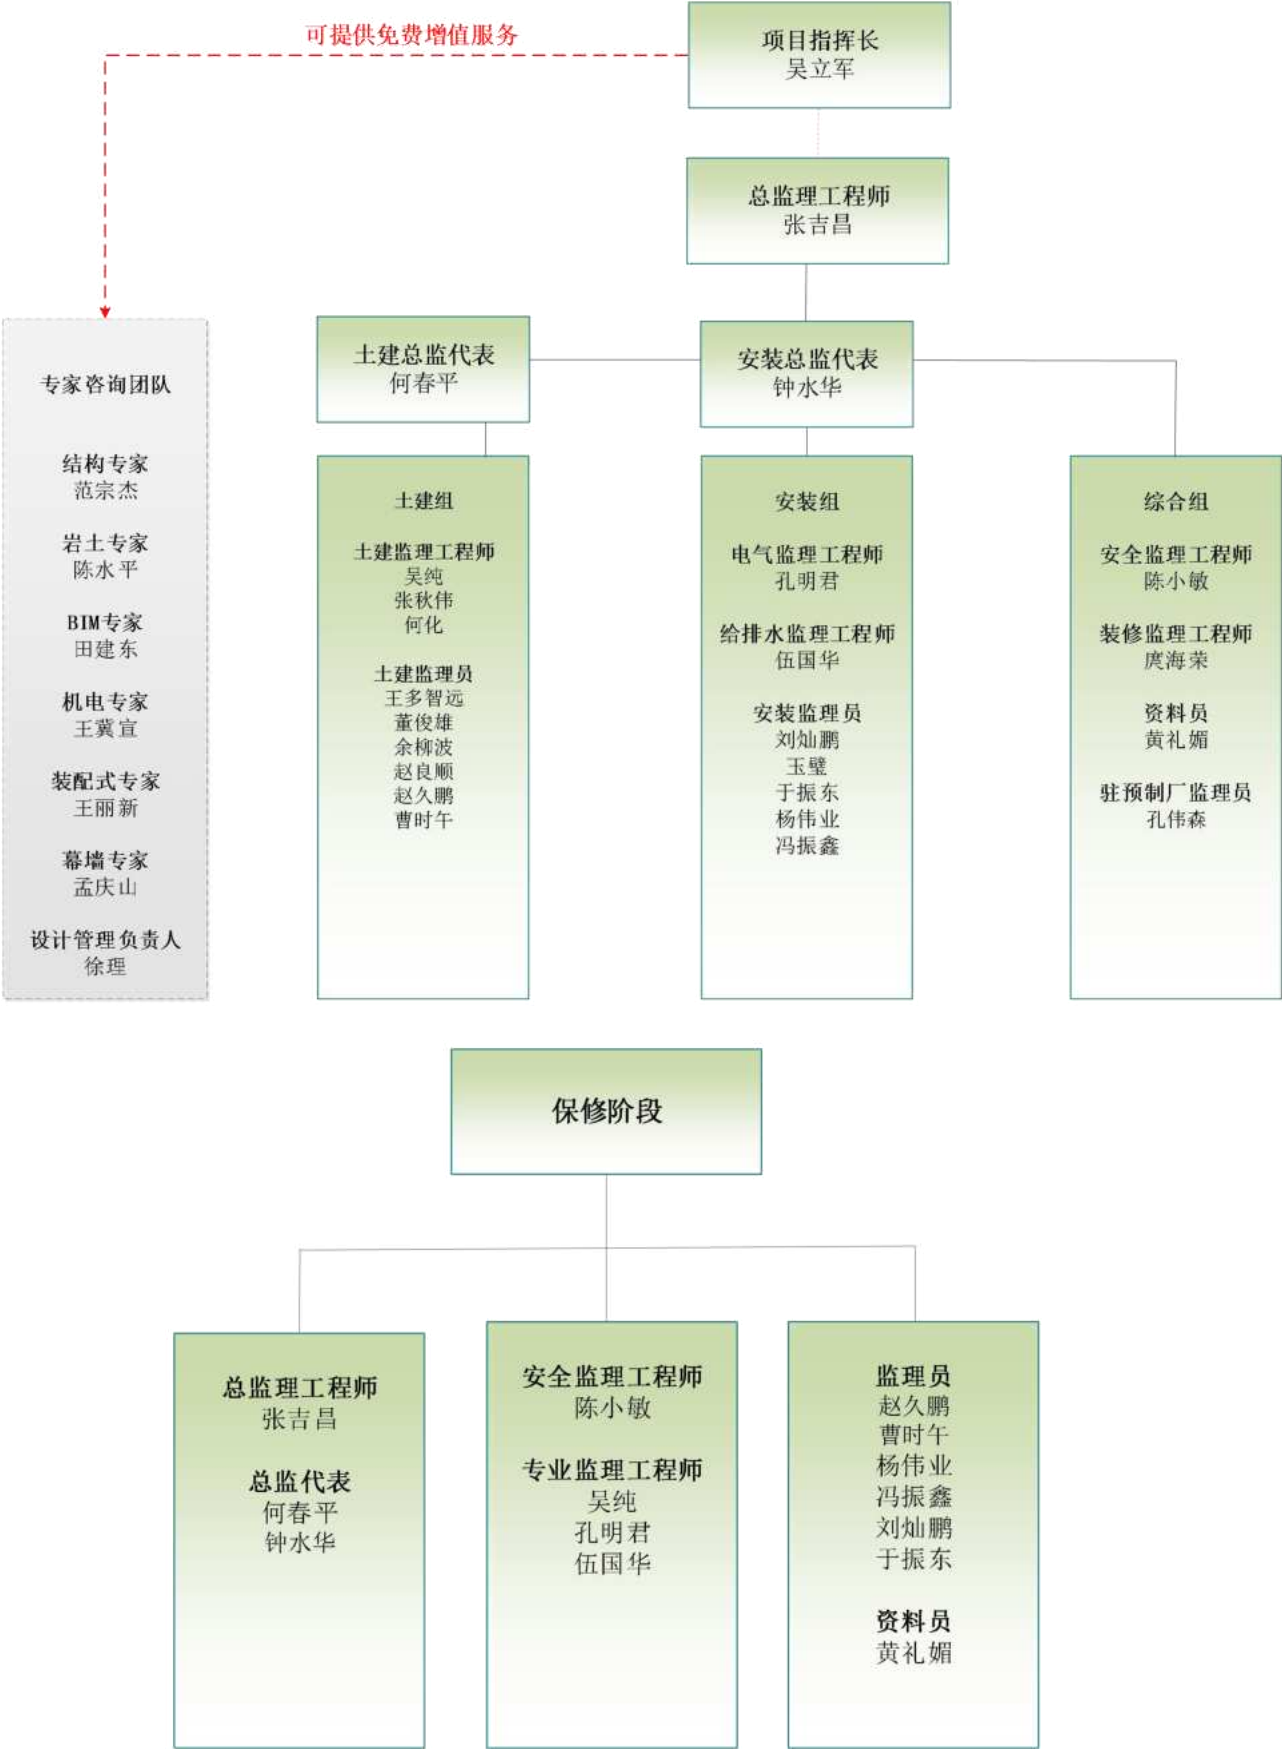 可提供免费增值服务
项目指挥长
吴立军
总监理工程师
张吉昌
土建总监代表
何春平
安装总监代表
钟水华
专家咨询团队
结构专家
范宗杰
岩土专家
陈水平
BIM专家
田建东
机电专家
王冀宣
装配式专家
王丽新
幕墙专家
孟庆山
设计管理负责人
徐理
土建组
土建监理工程师
吴纯
张秋伟
何化
土建监理员
王多智远
董俊雄
余柳波
赵良顺
赵久鹏
曹时午
安装组
电气监理工程师
孔明君
给排水监理工程师
伍国华
安装监理员
刘灿鹏
玉璧
于振东
杨伟业
冯振鑫
综合组
安全监理工程师
陈小敏
装修监理工程师
庹海荣
资料员
黄礼媚
驻预制厂监理员
孔伟森
保修阶段
总监理工程师
张吉昌
总监代表
何春平
钟水华
安全监理工程师
陈小敏
专业监理工程师
吴纯
孔明君
伍国华
监理员
赵久鹏
曹时午
杨伟业
冯振鑫
刘灿鹏
于振东
资料员
黄礼媚